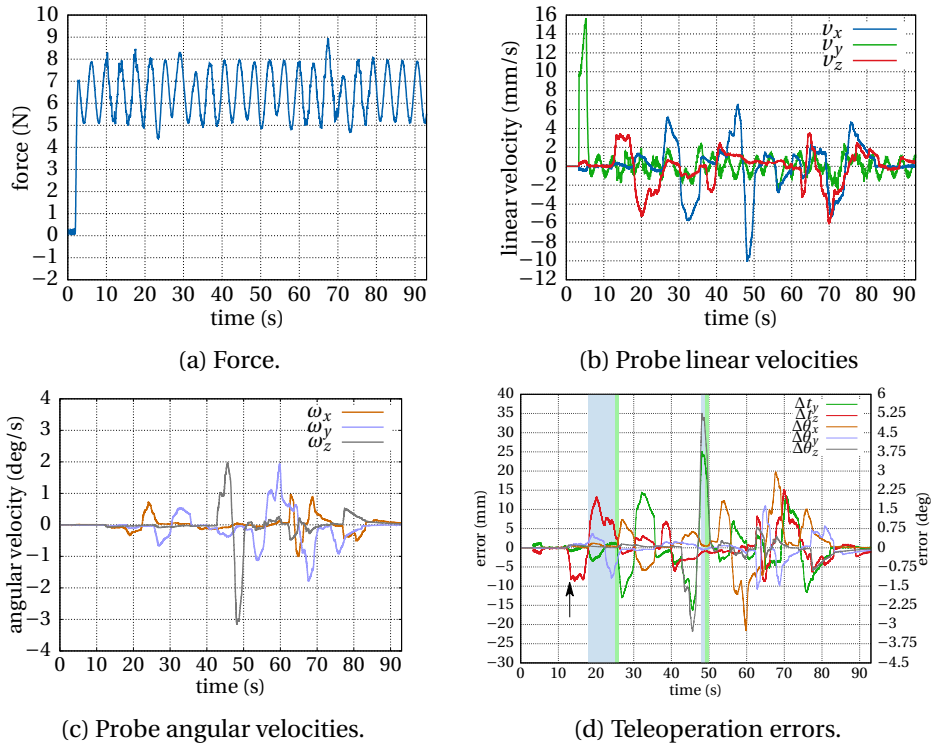 10
9
8
7
6
5
4
3
2
1
0
−1
−2
force (N)
0 10 20 30 40 50 60 70 80 90
time (s)
(a) Force.
16
14
12
10
8
6
4
2
0
−2
−4
−6
−8
−10
−12
linear velocity (mm/s)
v_x
v_y
v_z
0 10 20 30 40 50 60 70 80 90
time (s)
(b) Probe linear velocities
4
3
2
1
0
−1
−2
−3
−4
angular velocity (deg/s)
ω_x
ω_y
ω_z
0 10 20 30 40 50 60 70 80 90
time (s)
(c) Probe angular velocities.
40
35
30
25
20
15
10
5
0
−5
−10
−15
−20
−25
−30
error (mm)
Δt_y
Δt_z
Δθ_x
Δθ_y
Δθ_z
6
5.25
4.5
3.75
3
2.25
1.5
0.75
0
−0.75
−1.5
−2.25
−3
−3.75
−4.5
error (deg)
0 10 20 30 40 50 60 70 80 90
time (s)
(d) Teleoperation errors.